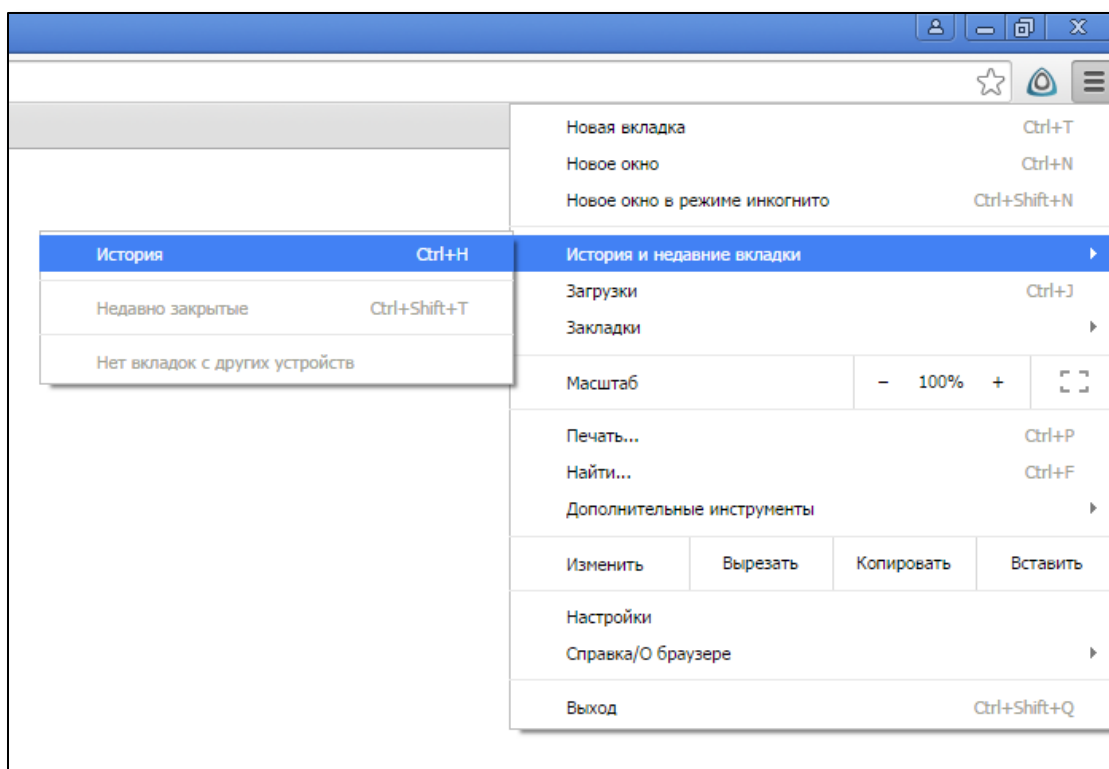 Новая вкладка Ctrl+T
Новое окно Ctrl+N
Новое окно в режиме инкогнито Ctrl+Shift+N
История и недавние вкладки
История Ctrl+H
Недавно закрытые Ctrl+Shift+T
Нет вкладок с других устройств
Загрузки Ctrl+J
Закладки
Масштаб – 100% +
Печать... Ctrl+P
Найти... Ctrl+F
Дополнительные инструменты
Изменить Вырезать Копировать Вставить
Настройки
Справка/О браузере
Выход Ctrl+Shift+Q